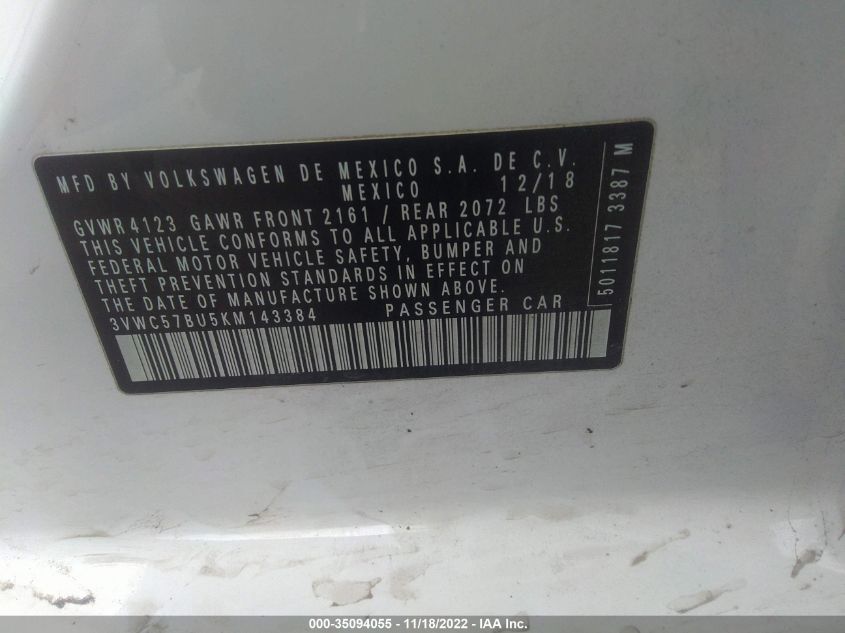 MFD BY VOLKSWAGEN DE MEXICO S.A. DE C.V.
MEXICO 12/18
GVWR 4123 GAWR FRONT 2161 / REAR 2072 LBS
THIS VEHICLE CONFORMS TO ALL APPLICABLE U.S.
FEDERAL MOTOR VEHICLE SAFETY, BUMPER AND
THEFT PREVENTION STANDARDS IN EFFECT ON
THE DATE OF MANUFACTURE SHOWN ABOVE.
3VWC57BU5KM143384 PASSENGER CAR
5011817 3387 M
000-35094055 - 11/18/2022 - IAA Inc.